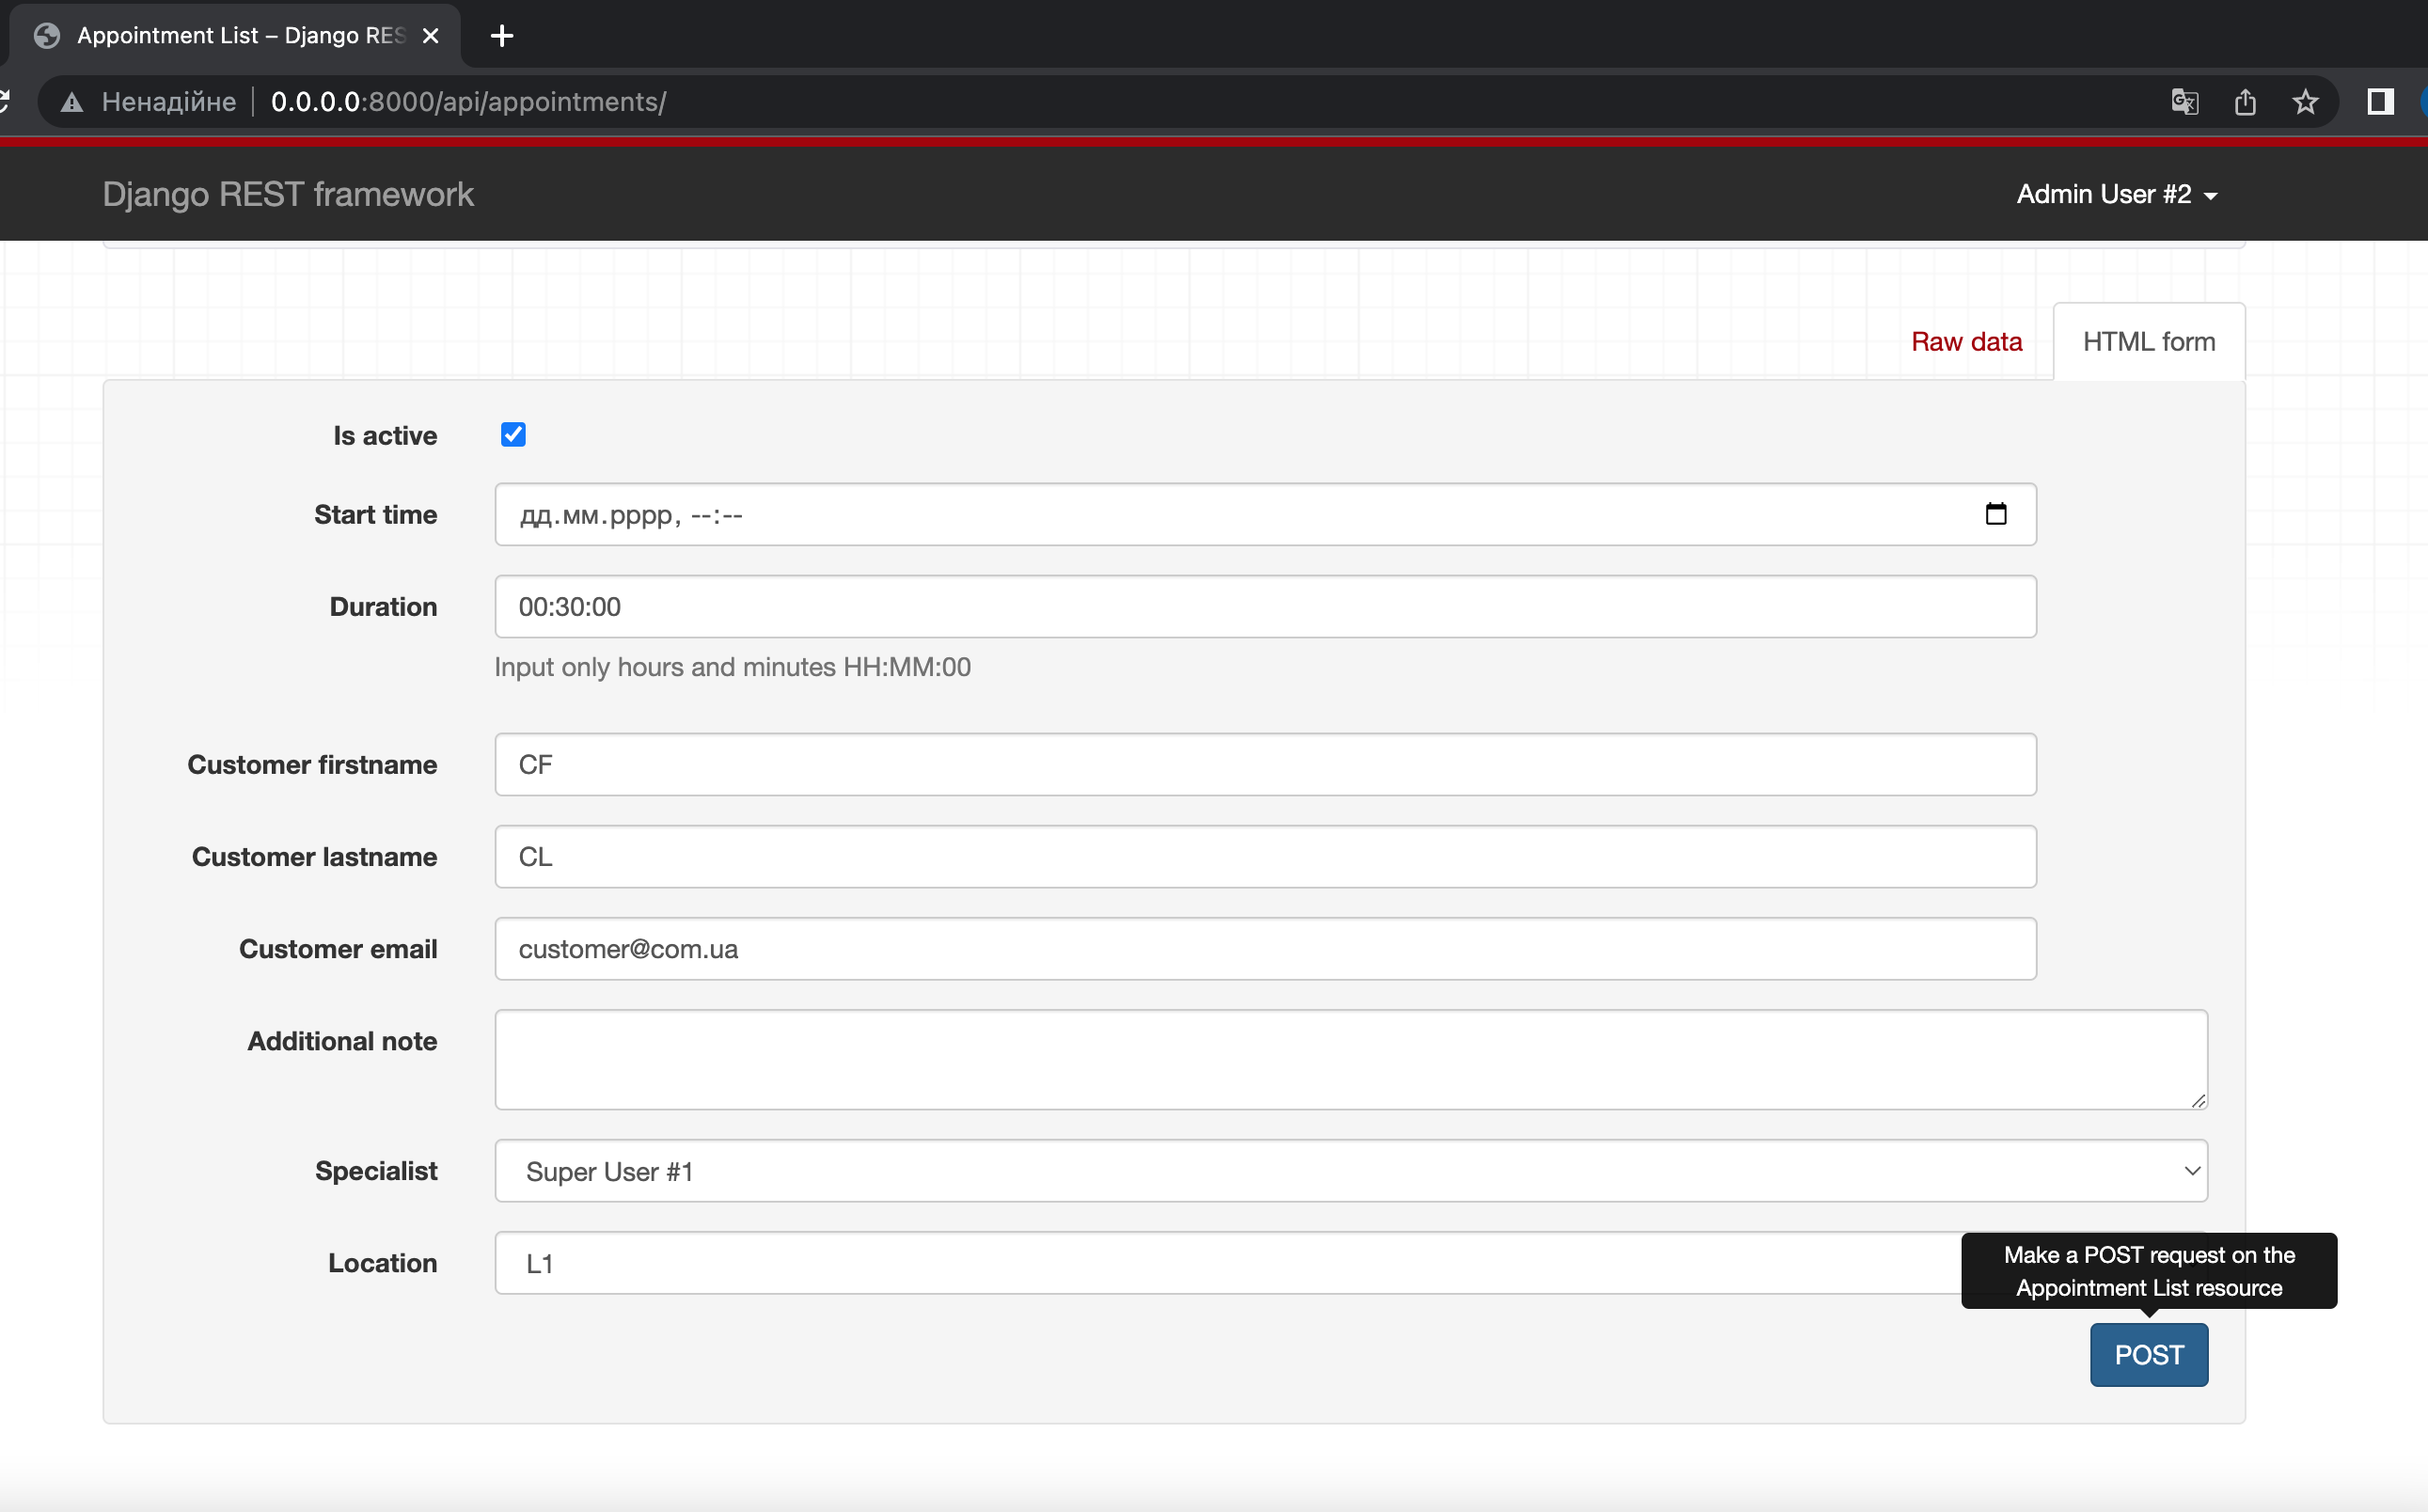 Appointment List – Django RES
Ненадійне 0.0.0.0:8000/api/appointments/
Django REST framework
Admin User #2
Raw data
HTML form
Is active
Start time
дд.мм.рррр, --:--
Duration
00:30:00
Input only hours and minutes HH:MM:00
Customer firstname
CF
Customer lastname
CL
Customer email
customer@com.ua
Additional note
Specialist
Super User #1
Location
L1
Make a POST request on the
Appointment List resource
POST